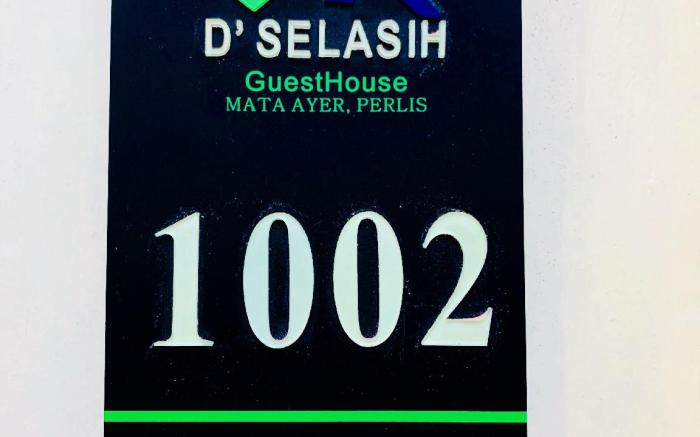 D' SELASIH
GuestHouse
MATA AYER, PERLIS
1002